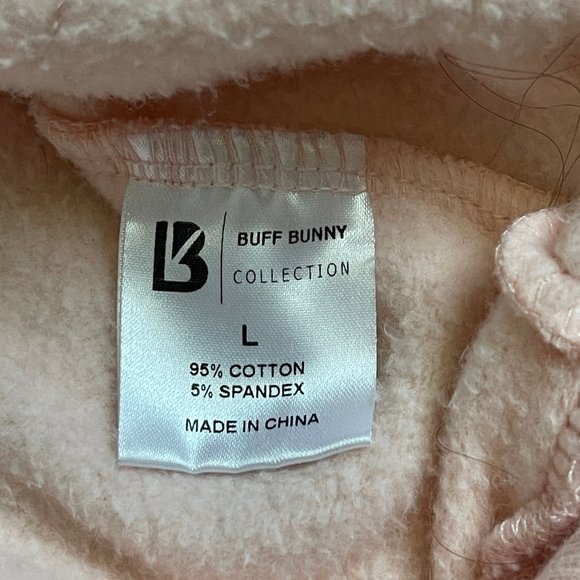 BUFF BUNNY
COLLECTION
L
95% COTTON
5% SPANDEX
MADE IN CHINA